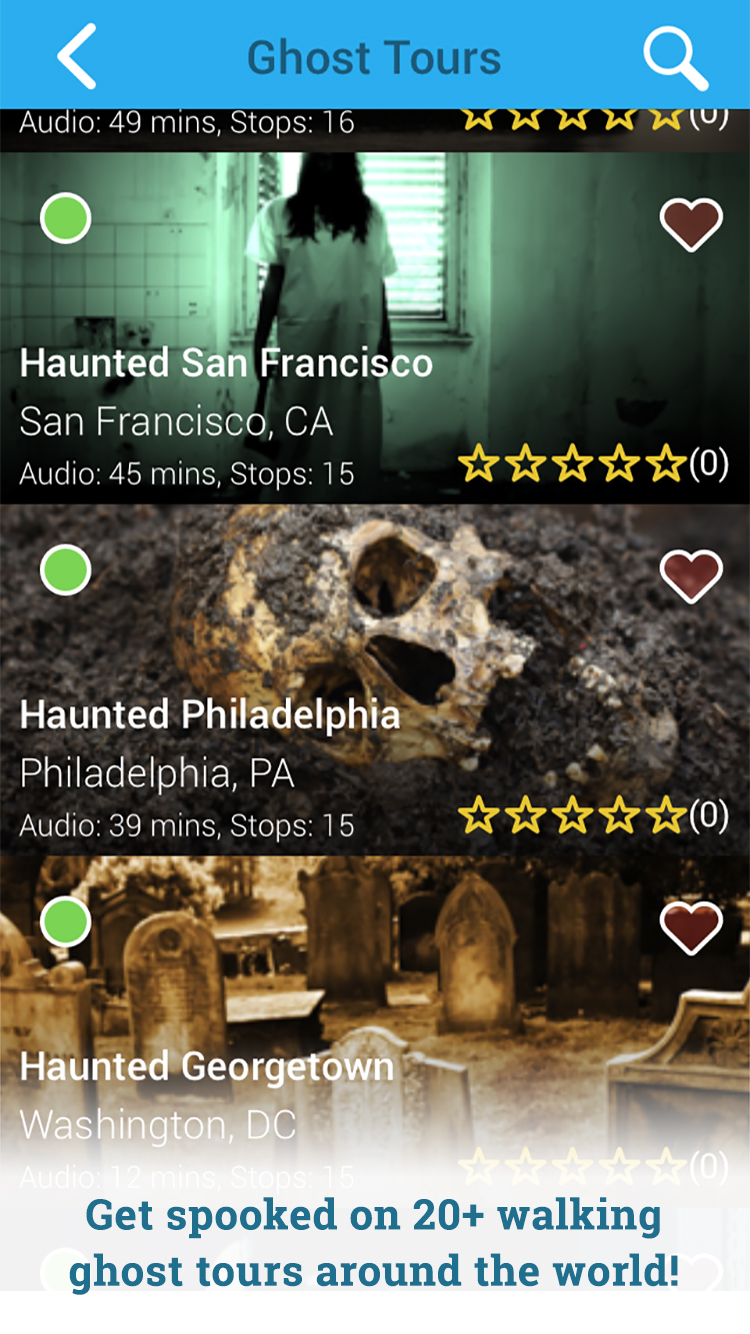 Ghost Tours
Audio: 49 mins, Stops: 16
(0)
Haunted San Francisco
San Francisco, CA
Audio: 45 mins, Stops: 15
(0)
Haunted Philadelphia
Philadelphia, PA
Audio: 39 mins, Stops: 15
(0)
Haunted Georgetown
Washington, DC
Audio: 12 mins, Stops: 15
(0)
Get spooked on 20+ walking
ghost tours around the world!